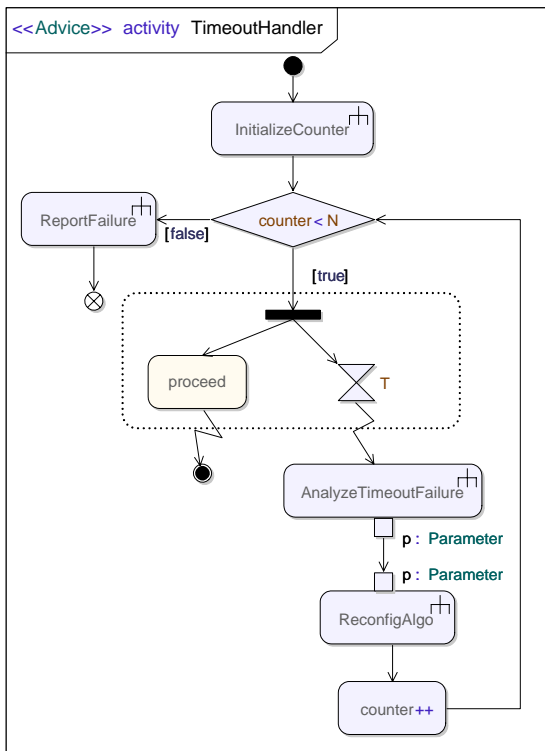 <<Advice>> activity TimeoutHandler
InitializeCounter
counter< N
ReportFailure
[false]
[true]
proceed
T
AnalyzeTimeoutFailure
p : Parameter
p : Parameter
ReconfigAlgo
counter++